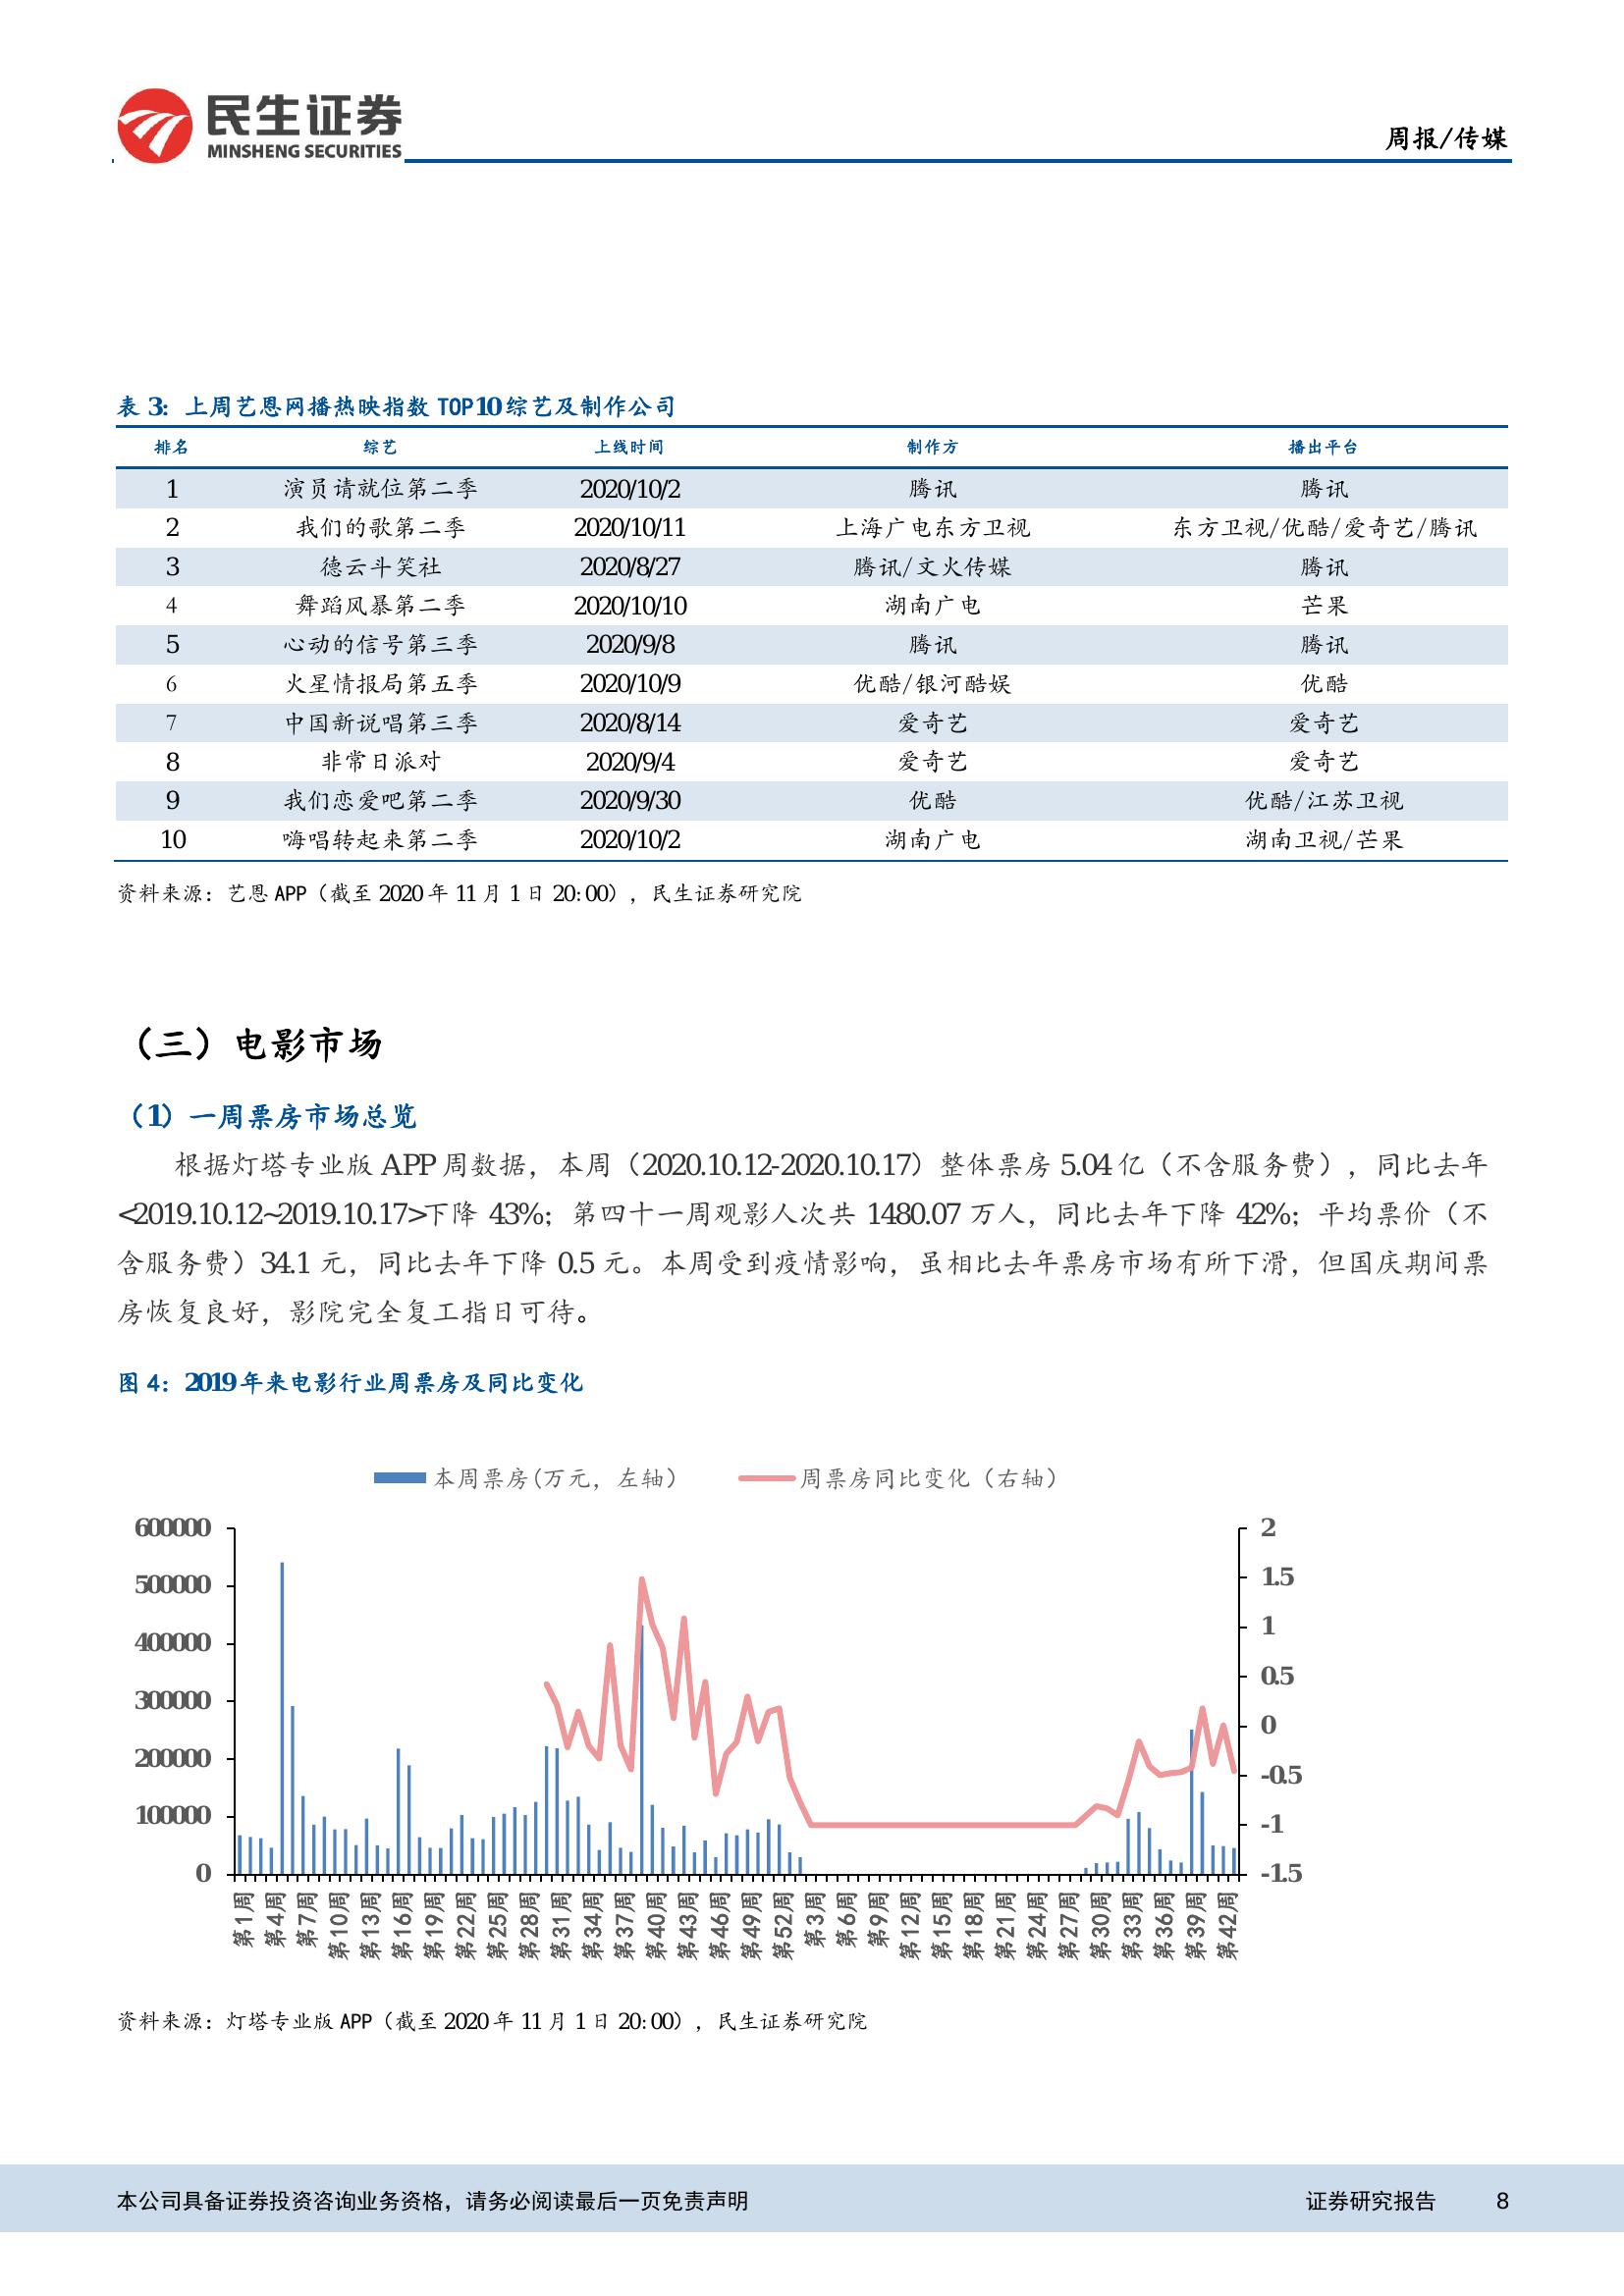 民生证券
MINSHENG SECURITIES
周报/传媒
表 3：上周艺恩网播热映指数 TOP10 综艺及制作公司
排名 综艺 上线时间 制作方 播出平台
1 演员请就位第二季 2020/10/2 腾讯 腾讯
2 我们的歌第二季 2020/10/11 上海广电东方卫视 东方卫视/优酷/爱奇艺/腾讯
3 德云斗笑社 2020/8/27 腾讯/文火传媒 腾讯
4 舞蹈风暴第二季 2020/10/10 湖南广电 芒果
5 心动的信号第三季 2020/9/8 腾讯 腾讯
6 火星情报局第五季 2020/10/9 优酷/银河酷娱 优酷
7 中国新说唱第三季 2020/8/14 爱奇艺 爱奇艺
8 非常日派对 2020/9/4 爱奇艺 爱奇艺
9 我们恋爱吧第二季 2020/9/30 优酷 优酷/江苏卫视
10 嗨唱转起来第二季 2020/10/2 湖南广电 湖南卫视/芒果
资料来源：艺恩 APP（截至 2020 年 11 月 1 日 20:00），民生证券研究院
（三）电影市场
（1）一周票房市场总览
根据灯塔专业版 APP 周数据，本周（2020.10.12-2020.10.17）整体票房 5.04 亿（不含服务费），同比去年
<2019.10.12~2019.10.17>下降 43%；第四十一周观影人次共 1480.07 万人，同比去年下降 42%；平均票价（不
含服务费）34.1 元，同比去年下降 0.5 元。本周受到疫情影响，虽相比去年票房市场有所下滑，但国庆期间票
房恢复良好，影院完全复工指日可待。
图 4：2019 年来电影行业周票房及同比变化
本周票房(万元，左轴） 周票房同比变化（右轴）
600000
500000
400000
300000
200000
100000
0
2
1.5
1
0.5
0
-0.5
-1
-1.5
第1周 第4周 第7周 第10周 第13周 第16周 第19周 第22周 第25周 第28周 第31周 第34周 第37周 第40周 第43周 第46周 第49周 第52周 第3周 第6周 第9周 第12周 第15周 第18周 第21周 第24周 第27周 第30周 第33周 第36周 第39周 第42周
资料来源：灯塔专业版 APP（截至 2020 年 11 月 1 日 20:00），民生证券研究院
本公司具备证券投资咨询业务资格，请务必阅读最后一页免责声明 证券研究报告 8